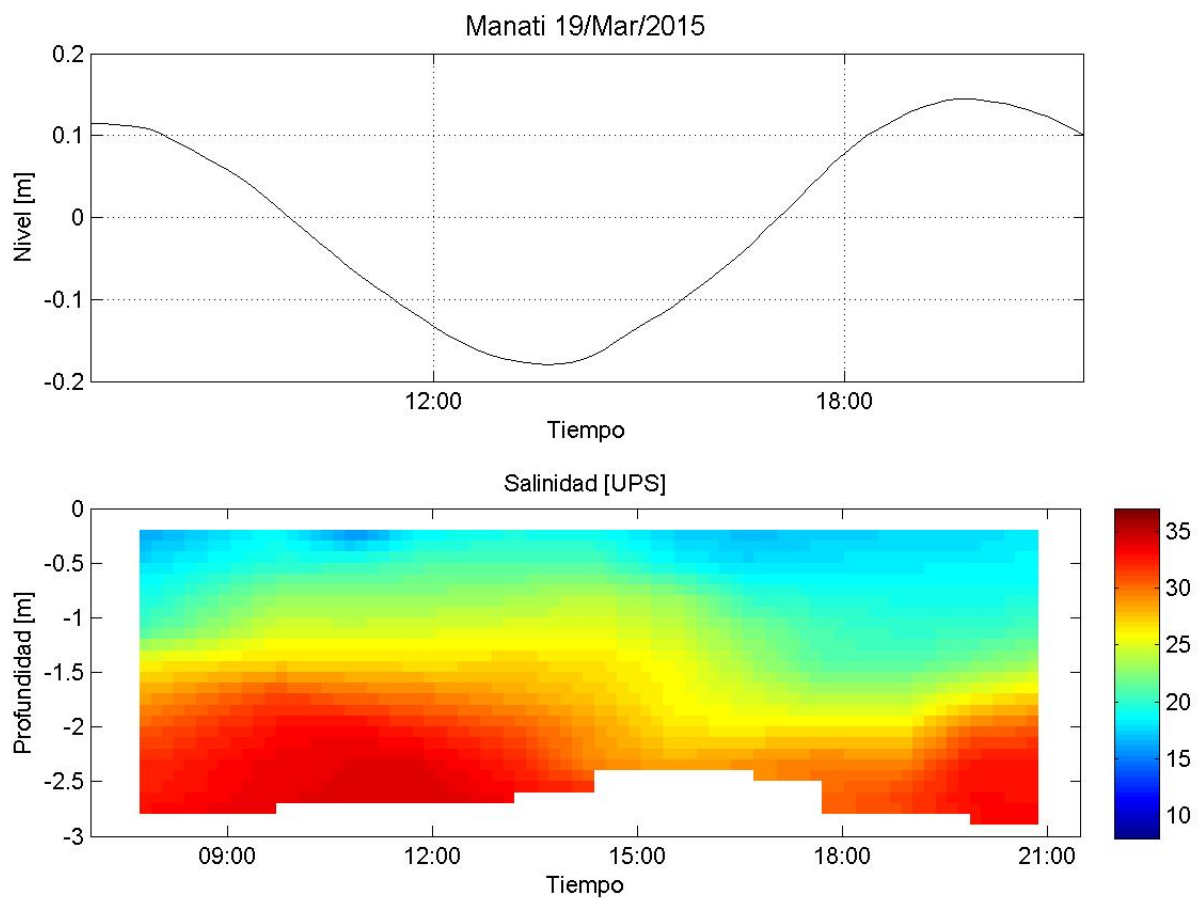 Manati 19/Mar/2015
0.2
0.1
0
-0.1
-0.2
Nivel [m]
12:00 18:00
Tiempo
Salinidad [UPS]
0
-0.5
-1
-1.5
-2
-2.5
-3
Profundidad [m]
09:00 12:00 15:00 18:00 21:00
Tiempo
35
30
25
20
15
10